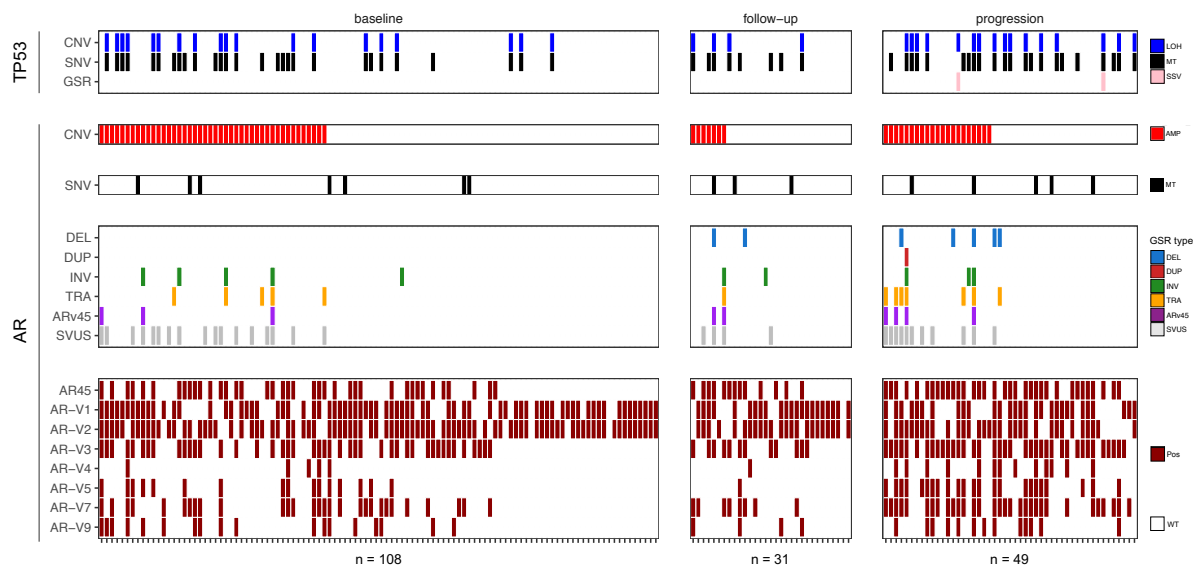 baseline
follow-up
progression
TP53
CNV
SNV
GSR
LOH
MT
SSV
AR
CNV
AMP
SNV
MT
DEL
DUP
INV
TRA
ARv45
SVUS
GSR type
DEL
DUP
INV
TRA
ARv45
SVUS
AR45
AR-V1
AR-V2
AR-V3
AR-V4
AR-V5
AR-V7
AR-V9
Pos
WT
n = 108
n = 31
n = 49